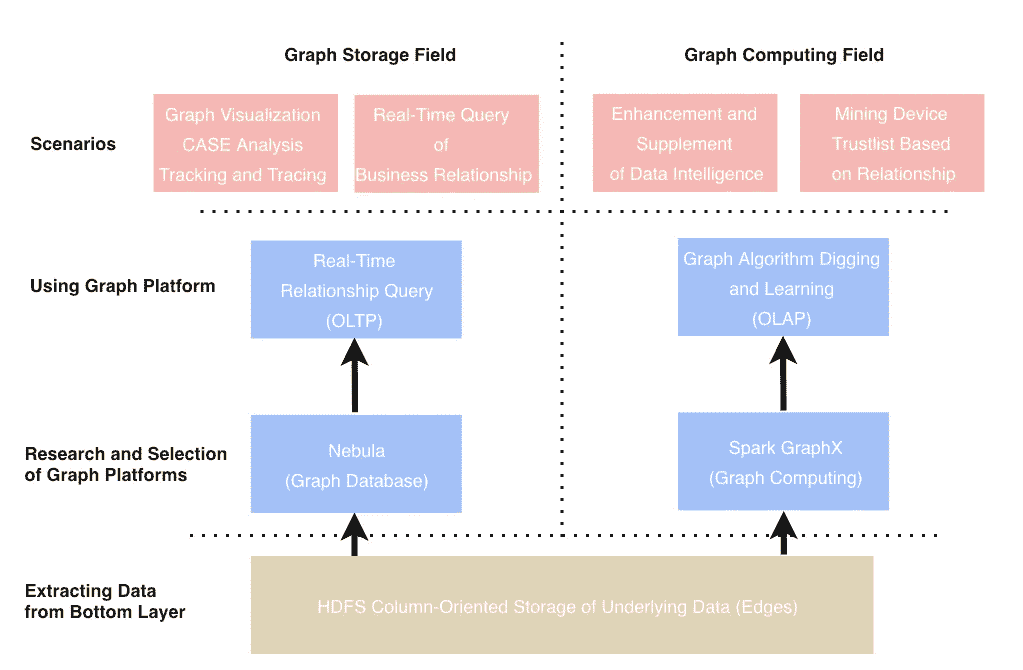 Graph Storage Field
Graph Computing Field
Scenarios
Graph Visualization
CASE Analysis
Tracking and Tracing
Real-Time Query
of
Business Relationship
Enhancement and
Supplement
of Data Intelligence
Mining Device
Trustlist Based
on Relationship
Using Graph Platform
Real-Time
Relationship Query
(OLTP)
Graph Algorithm Digging
and Learning
(OLAP)
Research and Selection
of Graph Platforms
Nebula
(Graph Database)
Spark GraphX
(Graph Computing)
Extracting Data
from Bottom Layer
HDFS Column-Oriented Storage of Underlying Data (Edges)